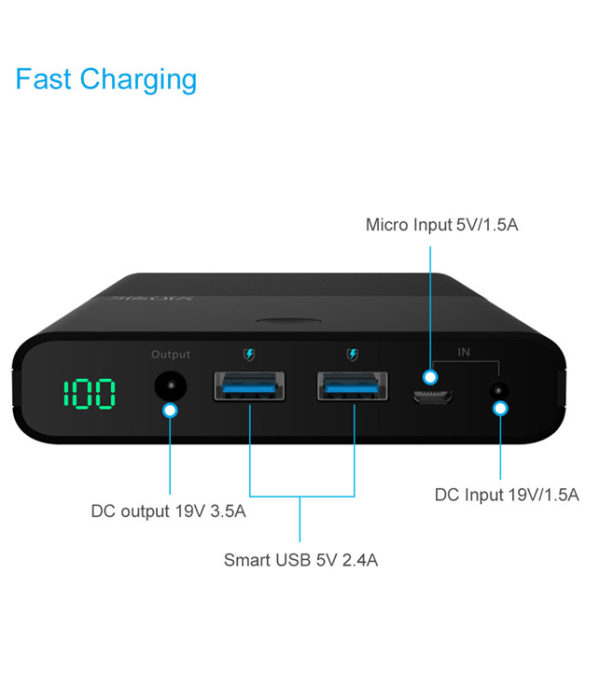 Fast Charging
Micro Input 5V/1.5A
Output
IN
100
DC output 19V 3.5A
DC Input 19V/1.5A
Smart USB 5V 2.4A